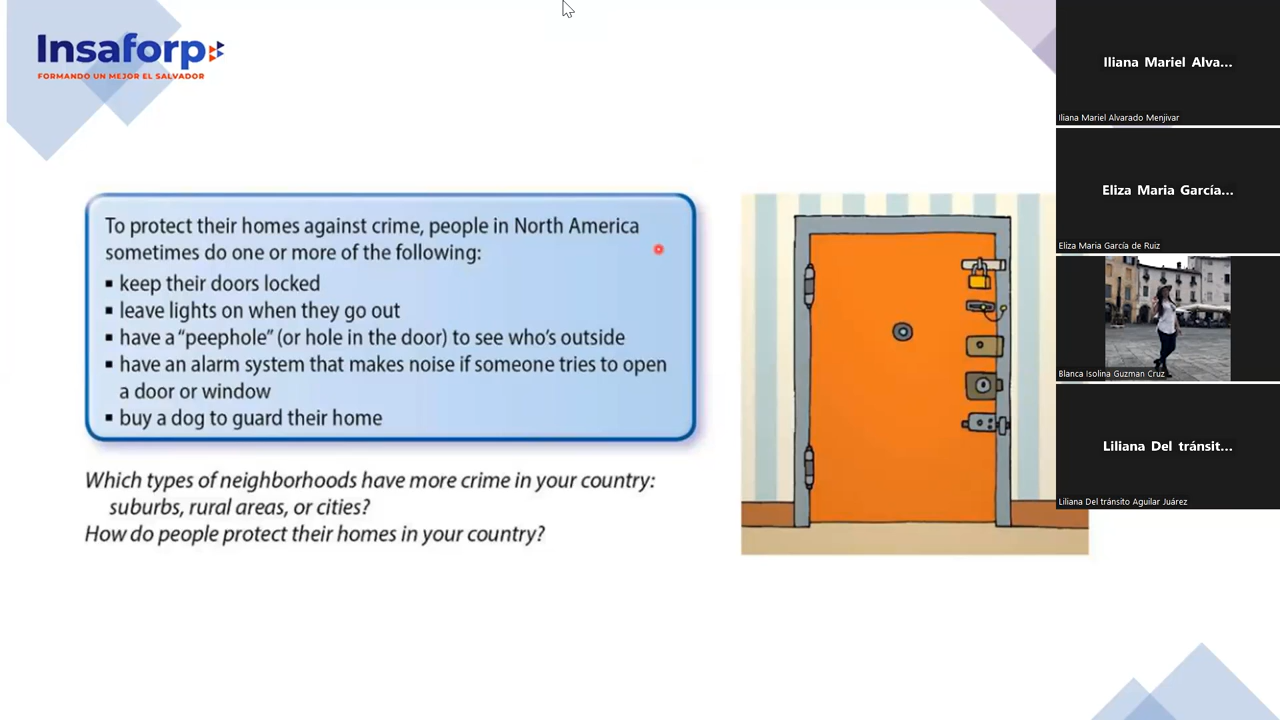 Insaforp
FORMANDO UN MEJOR EL SALVADOR
To protect their homes against crime, people in North America
sometimes do one or more of the following:
▪ keep their doors locked
▪ leave lights on when they go out
▪ have a “peephole” (or hole in the door) to see who’s outside
▪ have an alarm system that makes noise if someone tries to open
a door or window
▪ buy a dog to guard their home
Which types of neighborhoods have more crime in your country:
suburbs, rural areas, or cities?
How do people protect their homes in your country?
Iliana Mariel Alva...
Iliana Mariel Alvarado Menjivar
Eliza Maria García...
Eliza Maria García de Ruiz
Blanca Isolina Guzman Cruz
Liliana Del tránsit...
Liliana Del tránsito Aguilar Juárez